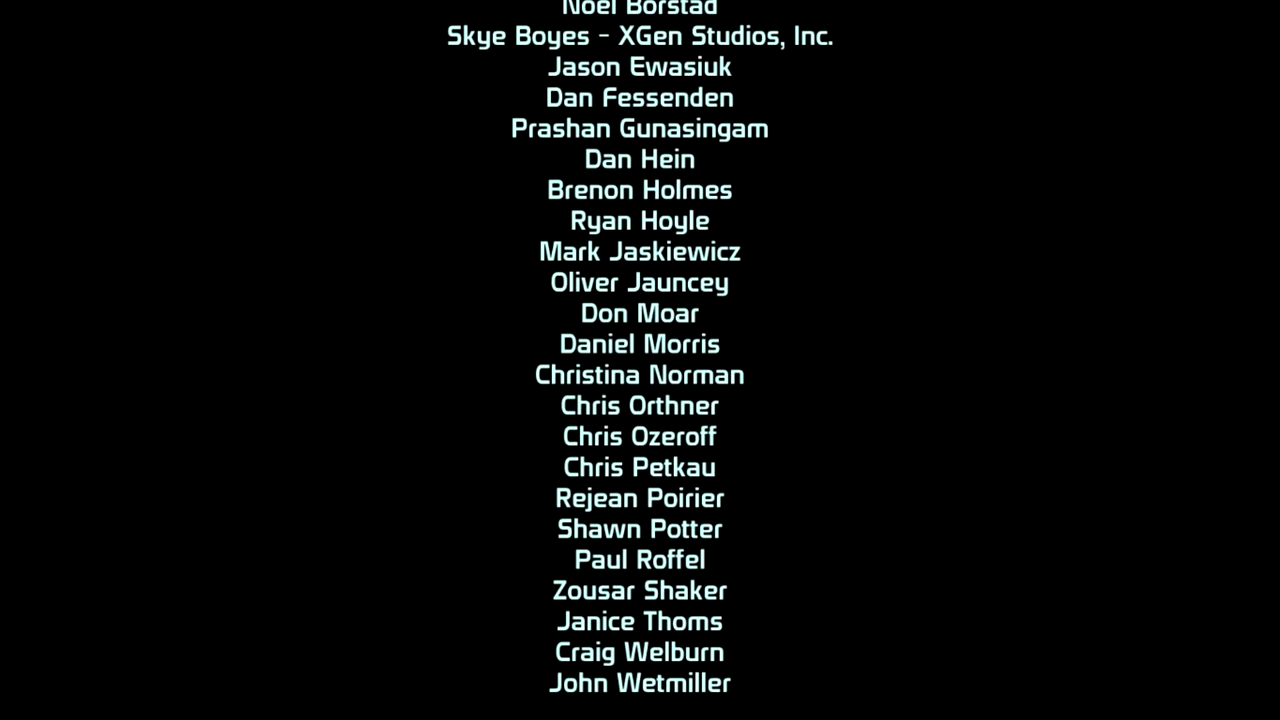 Noel Borstad
Skye Boyes - XGen Studios, Inc.
Jason Ewasiuk
Dan Fessenden
Prashan Gunasingam
Dan Hein
Brenon Holmes
Ryan Hoyle
Mark Jaskiewicz
Oliver Jauncey
Don Moar
Daniel Morris
Christina Norman
Chris Orthner
Chris Ozeroff
Chris Petkau
Rejean Poirier
Shawn Potter
Paul Roffel
Zousar Shaker
Janice Thoms
Craig Welburn
John Wetmiller